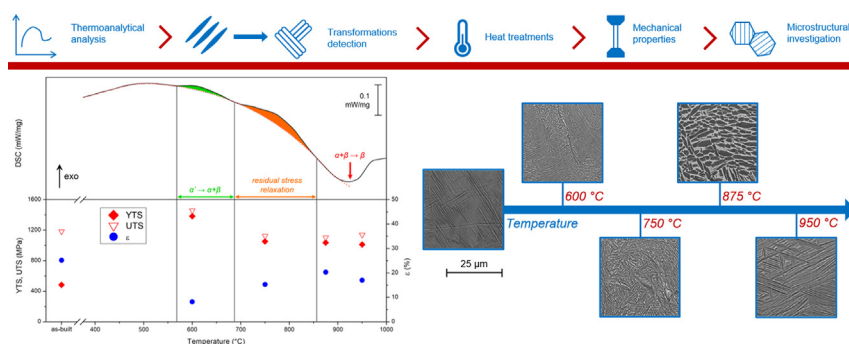 Thermoanalytical
analysis
Transformations
detection
Heat treatments
Mechanical
properties
Microstructural
investigation
DSC (mW/mg)
0.1
mW/mg
exo
α+β → β
α' → α+β
residual stress
relaxation
1600
1200
800
400
0
YTS, UTS (MPa)
YTS
UTS
ε
50
40
30
20
10
0
ε (%)
as-built
400
500
600
700
800
900
1000
Temperature (°C)
600 °C
875 °C
Temperature
750 °C
950 °C
25 μm